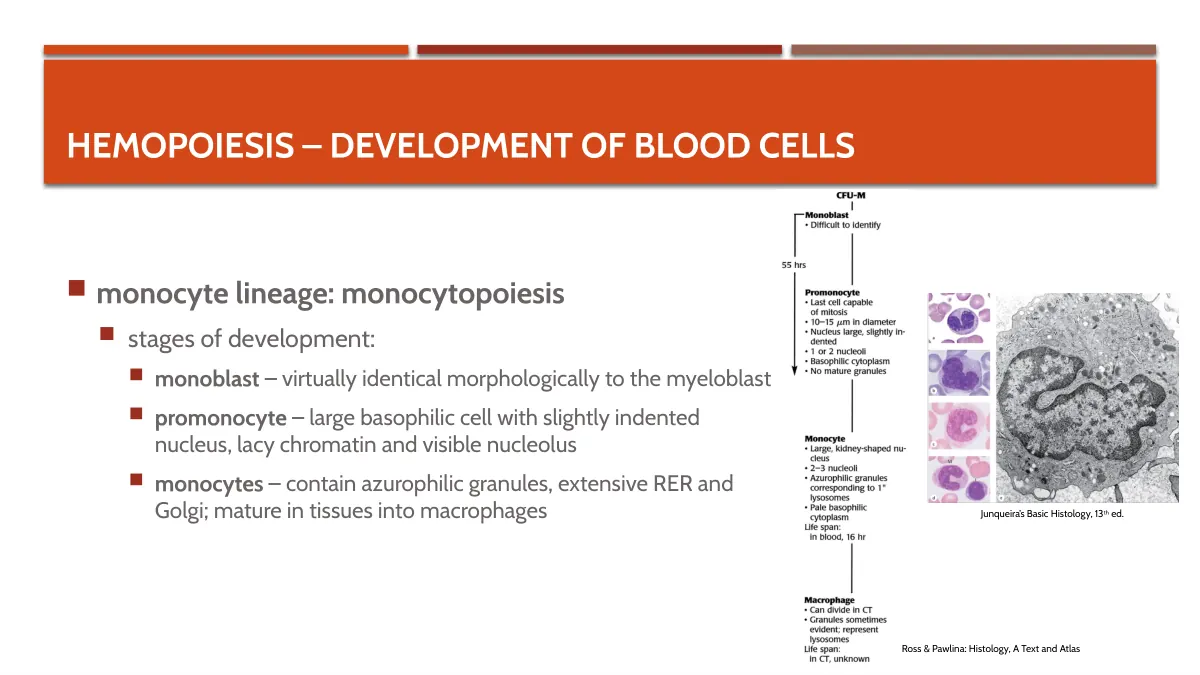 HEMOPOIESIS – DEVELOPMENT OF BLOOD CELLS
monocyte lineage: monocytopoiesis
stages of development:
monoblast – virtually identical morphologically to the myeloblast
promonocyte – large basophilic cell with slightly indented
nucleus, lacy chromatin and visible nucleolus
monocytes – contain azurophilic granules, extensive RER and
Golgi; mature in tissues into macrophages
CFU-M
Monoblast
• Difficult to identify
55 hrs
Promonocyte
• Last cell capable
of mitosis
• 10–15 μm in diameter
• Nucleus large, slightly in-
dented
• 1 or 2 nucleoli
• Basophilic cytoplasm
• No mature granules
Monocyte
• Large, kidney-shaped nu-
cleus
• 2–3 nucleoli
• Azurophilic granules
corresponding to 1°
lysosomes
• Pale basophilic
cytoplasm
Life span:
in blood, 16 hr
Macrophage
• Can divide in CT
• Granules sometimes
evident; represent
lysosomes
Life span:
in CT, unknown
Junqueira's Basic Histology, 13th ed.
Ross & Pawlina: Histology, A Text and Atlas